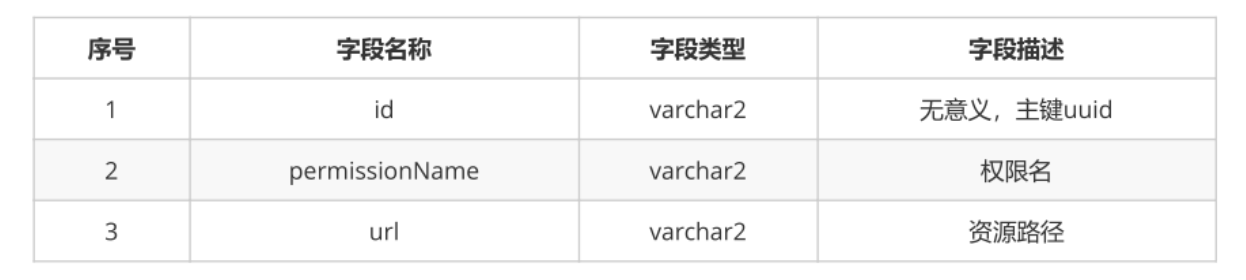 序号 字段名称 字段类型 字段描述
1 id varchar2 无意义，主键uuid
2 permissionName varchar2 权限名
3 url varchar2 资源路径